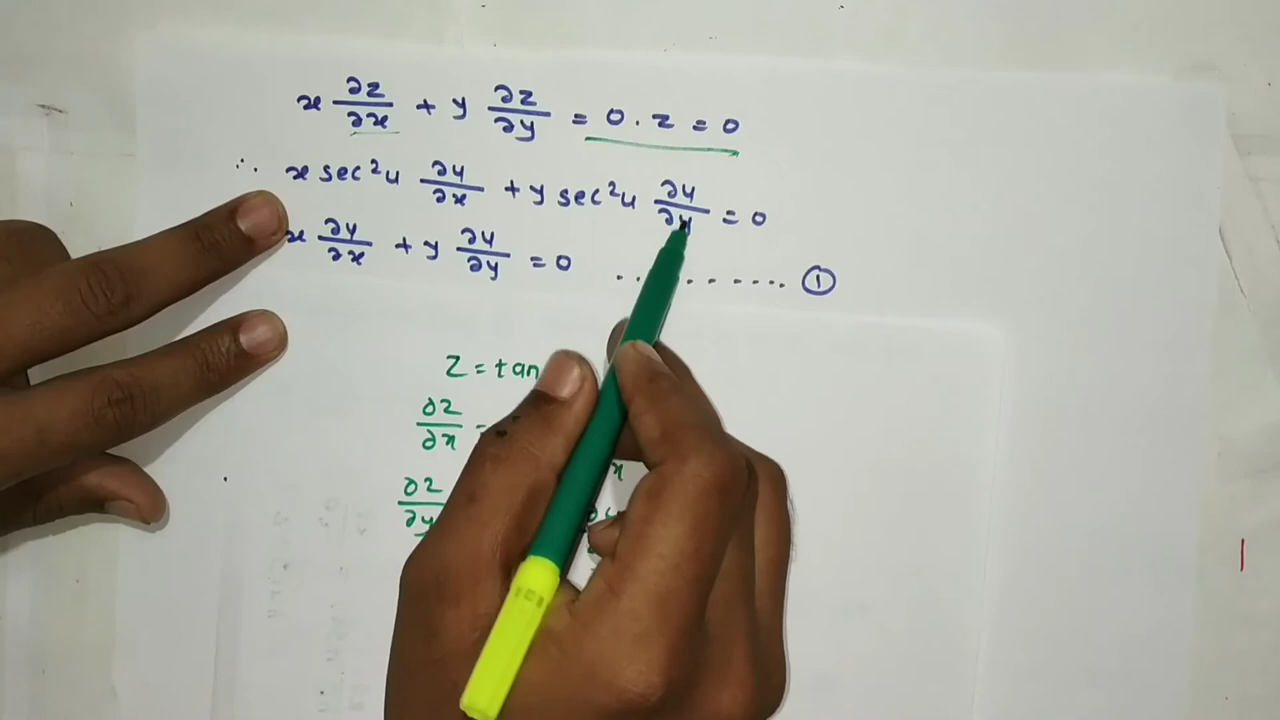 x ∂z/∂x + y ∂z/∂y = 0 . z = 0
∴ x sec²u ∂u/∂x + y sec²u ∂u/∂y = 0
x ∂u/∂x + y ∂u/∂y = 0 ............ ①
z = tan
∂z/∂x =
∂z/∂y